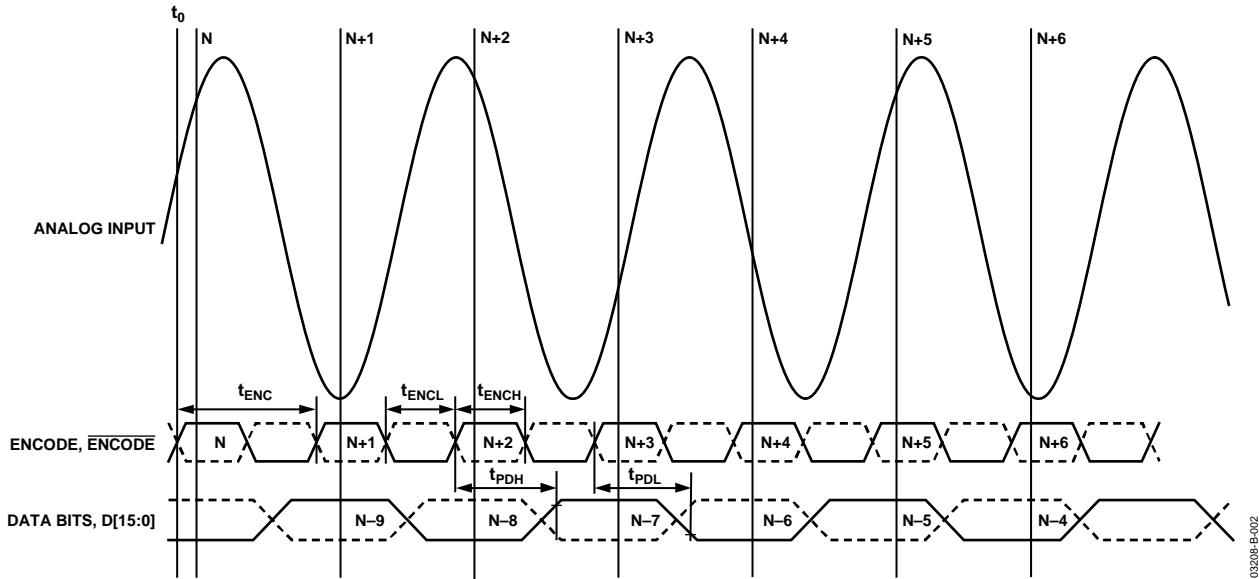 t0
N N+1 N+2 N+3 N+4 N+5 N+6
ANALOG INPUT
tENC tENCL tENCH
ENCODE, ENCODE N N+1 N+2 N+3 N+4 N+5 N+6
tPDH tPDL
DATA BITS, D[15:0] N–9 N–8 N–7 N–6 N–5 N–4
03208-B-002